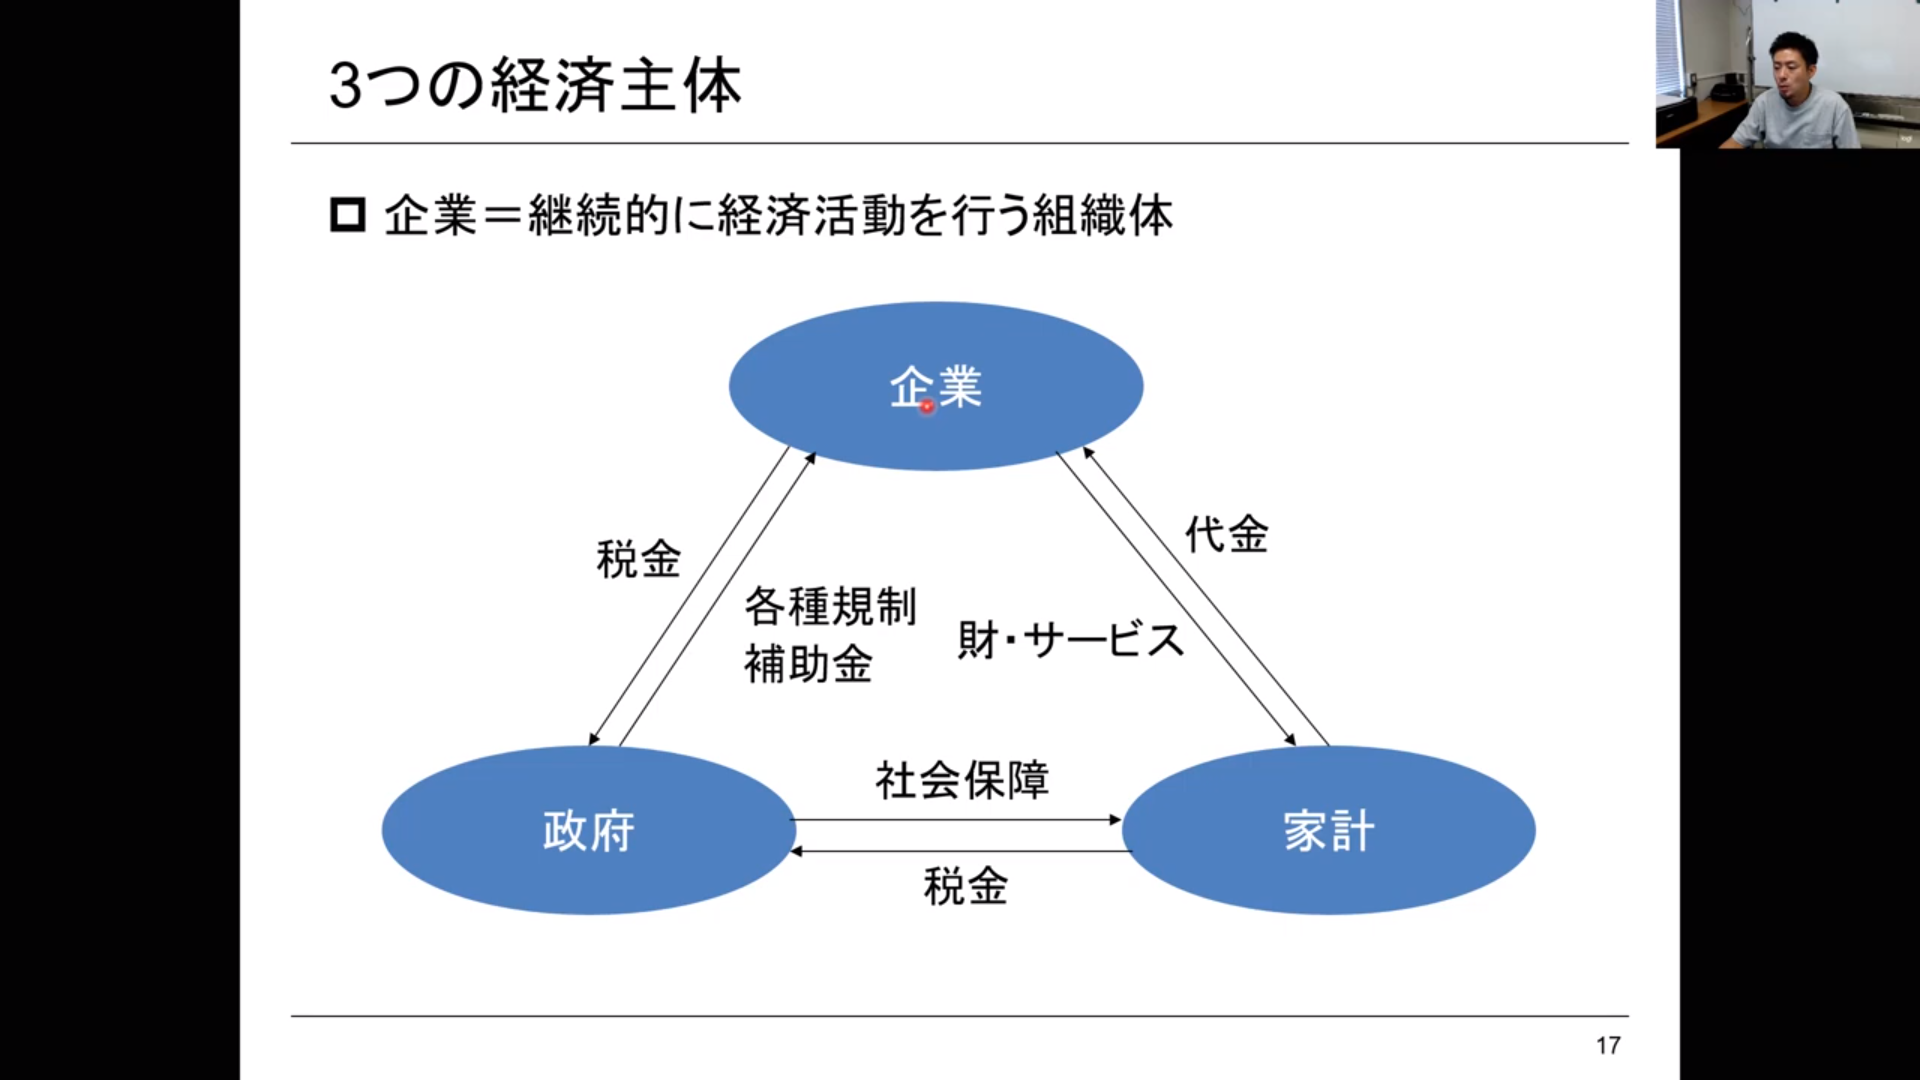 3つの経済主体
企業＝継続的に経済活動を行う組織体
企業
税金
代金
各種規制
補助金
財・サービス
社会保障
政府
家計
税金
17